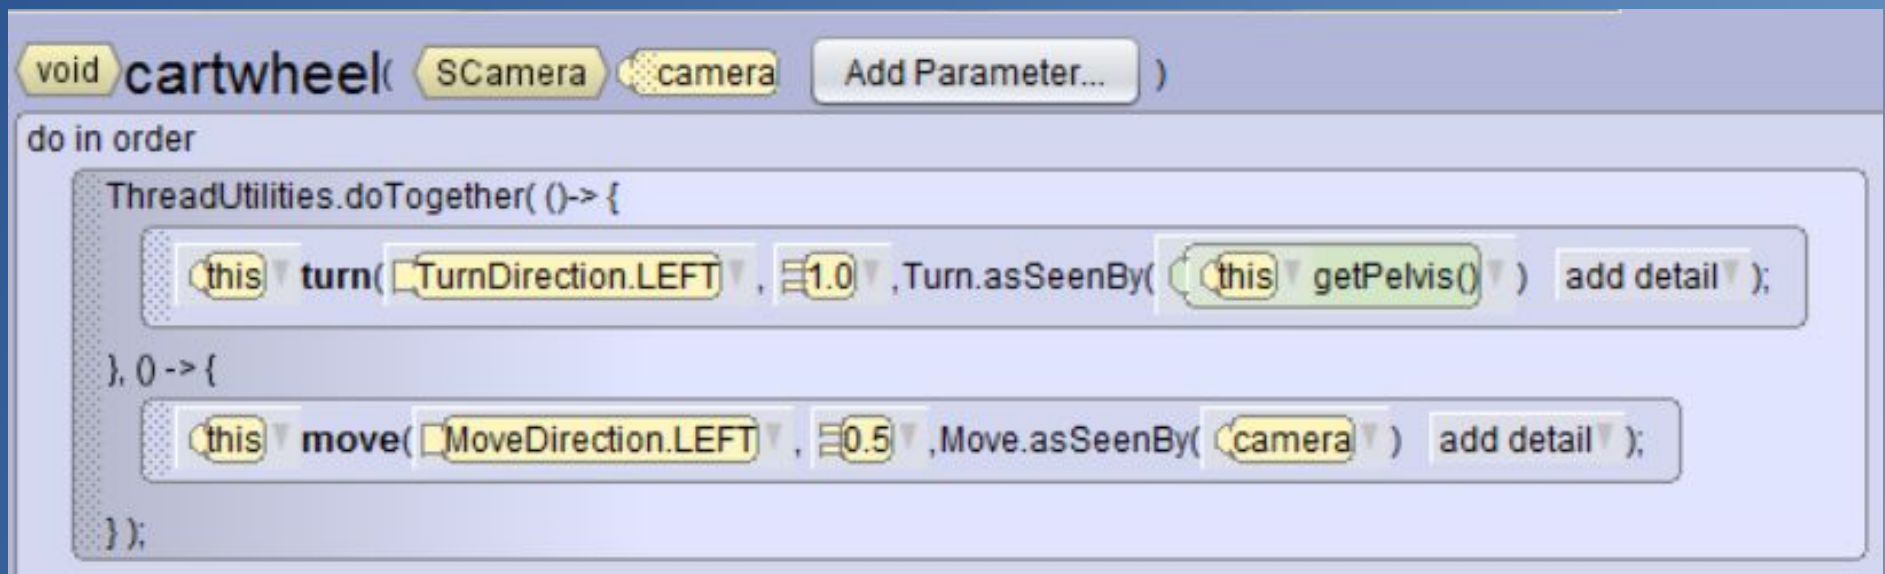 void cartwheel( SCamera camera Add Parameter... )
do in order
ThreadUtilities.doTogether( ()-> {
this turn( TurnDirection.LEFT , 1.0 ,Turn.asSeenBy( this getPelvis() ) add detail );
}, () -> {
this move( MoveDirection.LEFT , 0.5 ,Move.asSeenBy( camera ) add detail );
} );